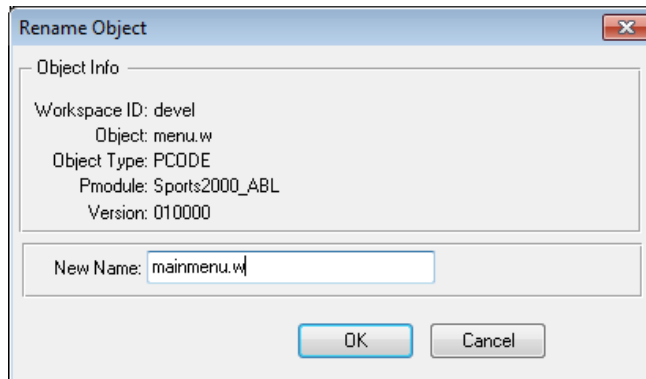 Rename Object
Object Info
Workspace ID: devel
Object: menu.w
Object Type: PCODE
Pmodule: Sports2000_ABL
Version: 010000
New Name: mainmenu.w
OK Cancel